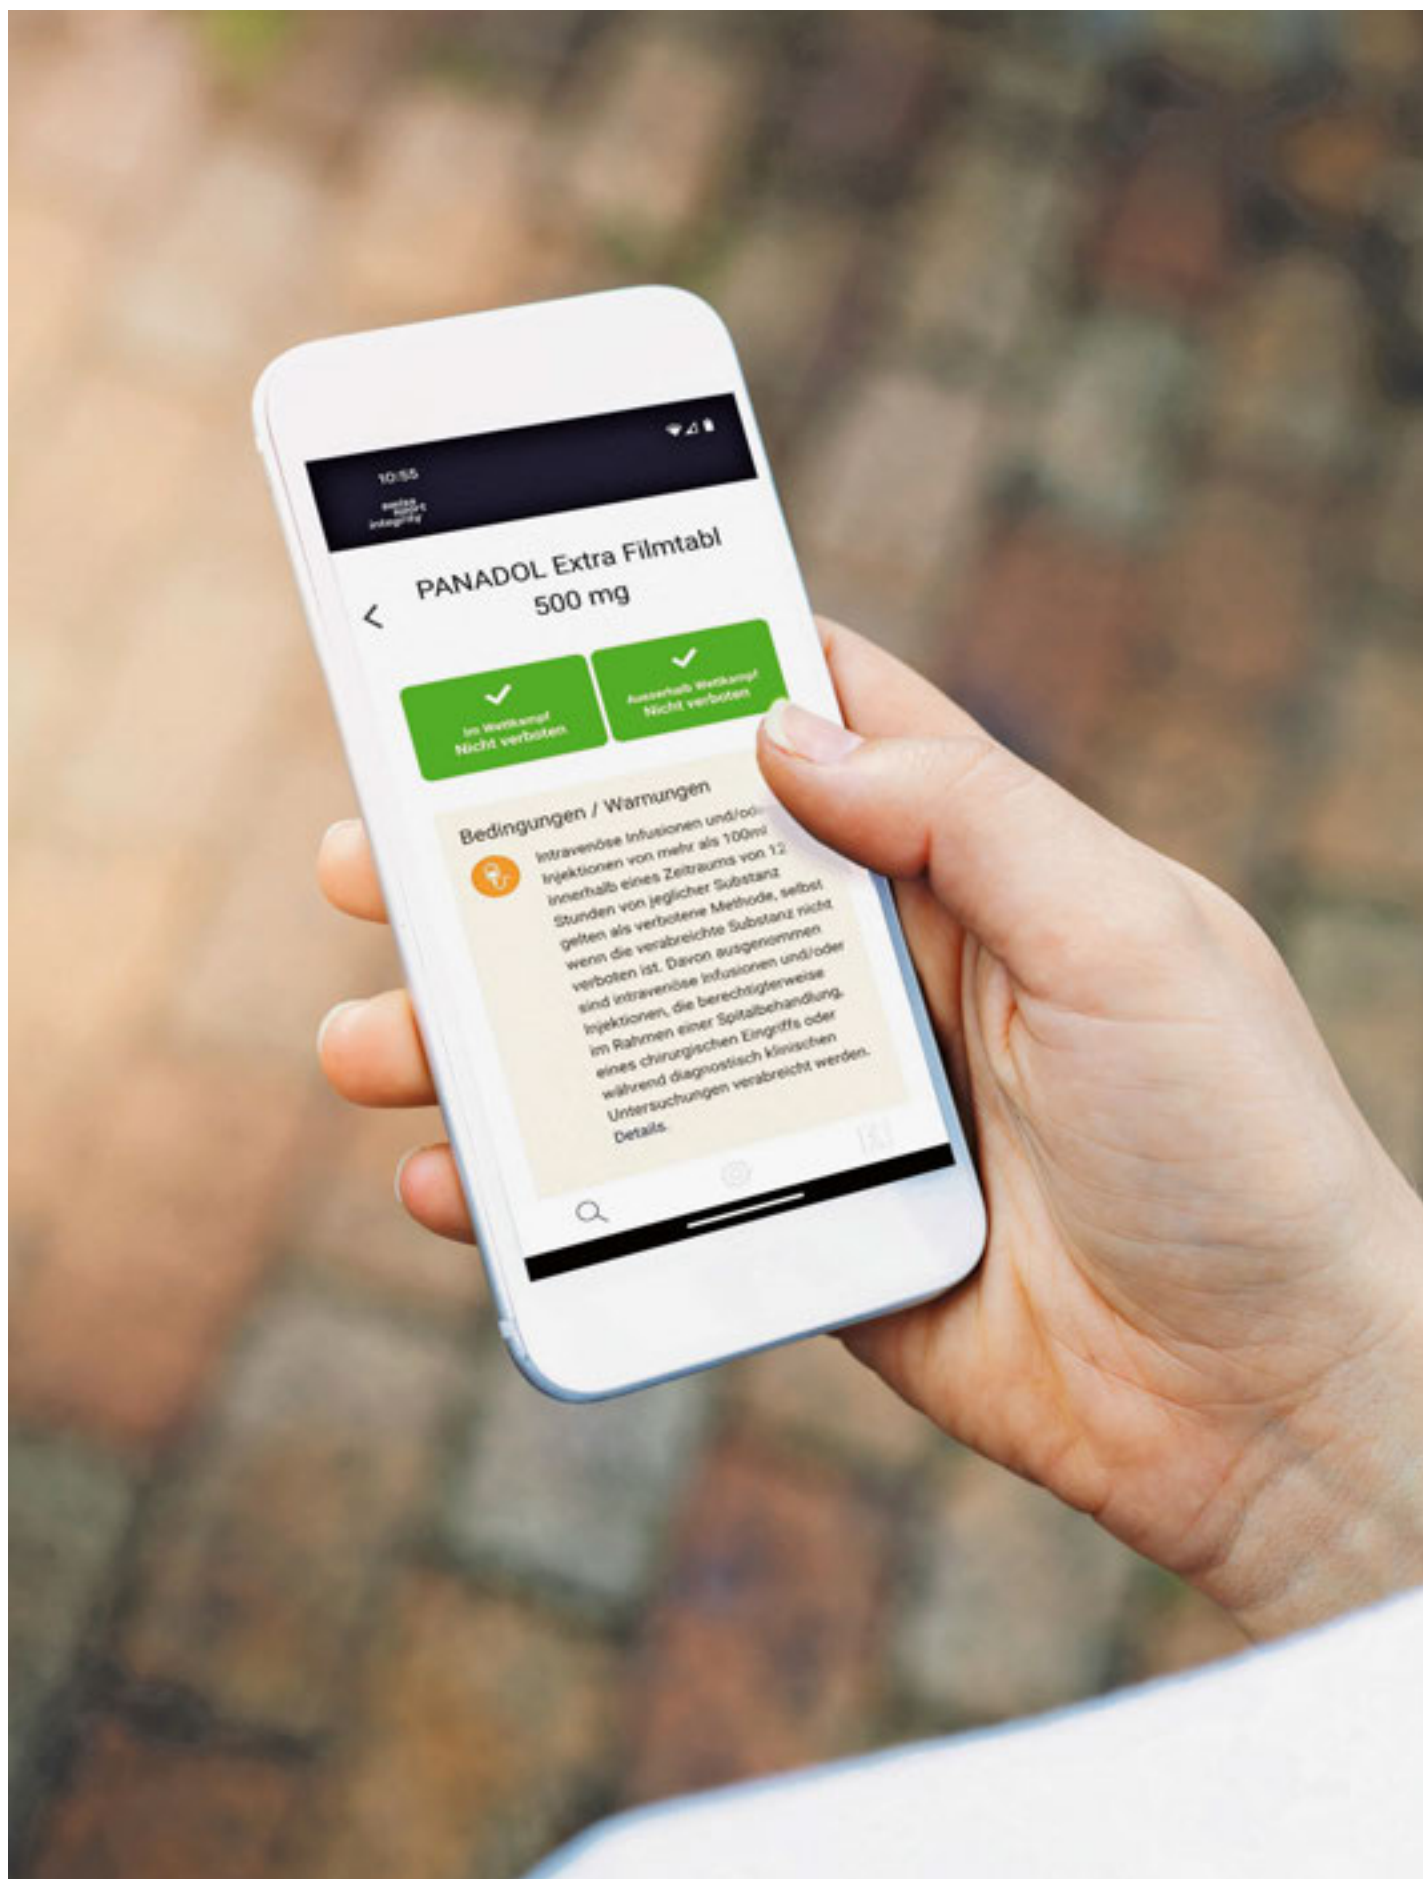 10:55
swiss
sport
integrity
PANADOL Extra Filmtabl
500 mg
Im Wettkampf
Nicht verboten
Ausserhalb Wettkampf
Nicht verboten
Bedingungen / Warnungen
Intravenöse Infusionen und/od
Injektionen von mehr als 100ml
innerhalb eines Zeitraums von 12
Stunden von jeglicher Substanz
gelten als verbotene Methode, selbst
wenn die verabreichte Substanz nicht
verboten ist. Davon ausgenommen
sind intravenöse Infusionen und/oder
Injektionen, die berechtigterweise
im Rahmen einer Spitalbehandlung,
eines chirurgischen Eingriffs oder
während diagnostisch klinischen
Untersuchungen verabreicht werden.
Details.